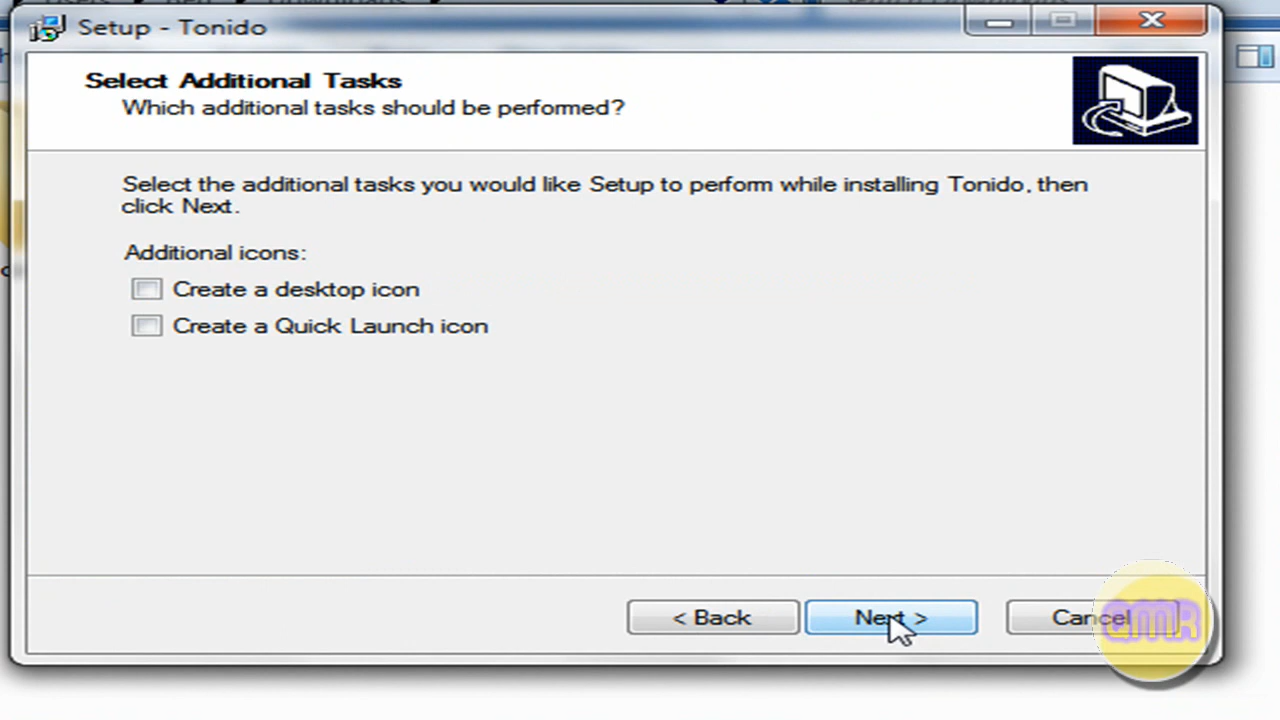 Setup - Tonido
Select Additional Tasks
Which additional tasks should be performed?
Select the additional tasks you would like Setup to perform while installing Tonido, then
click Next.
Additional icons:
Create a desktop icon
Create a Quick Launch icon
< Back
Next >
Cancel